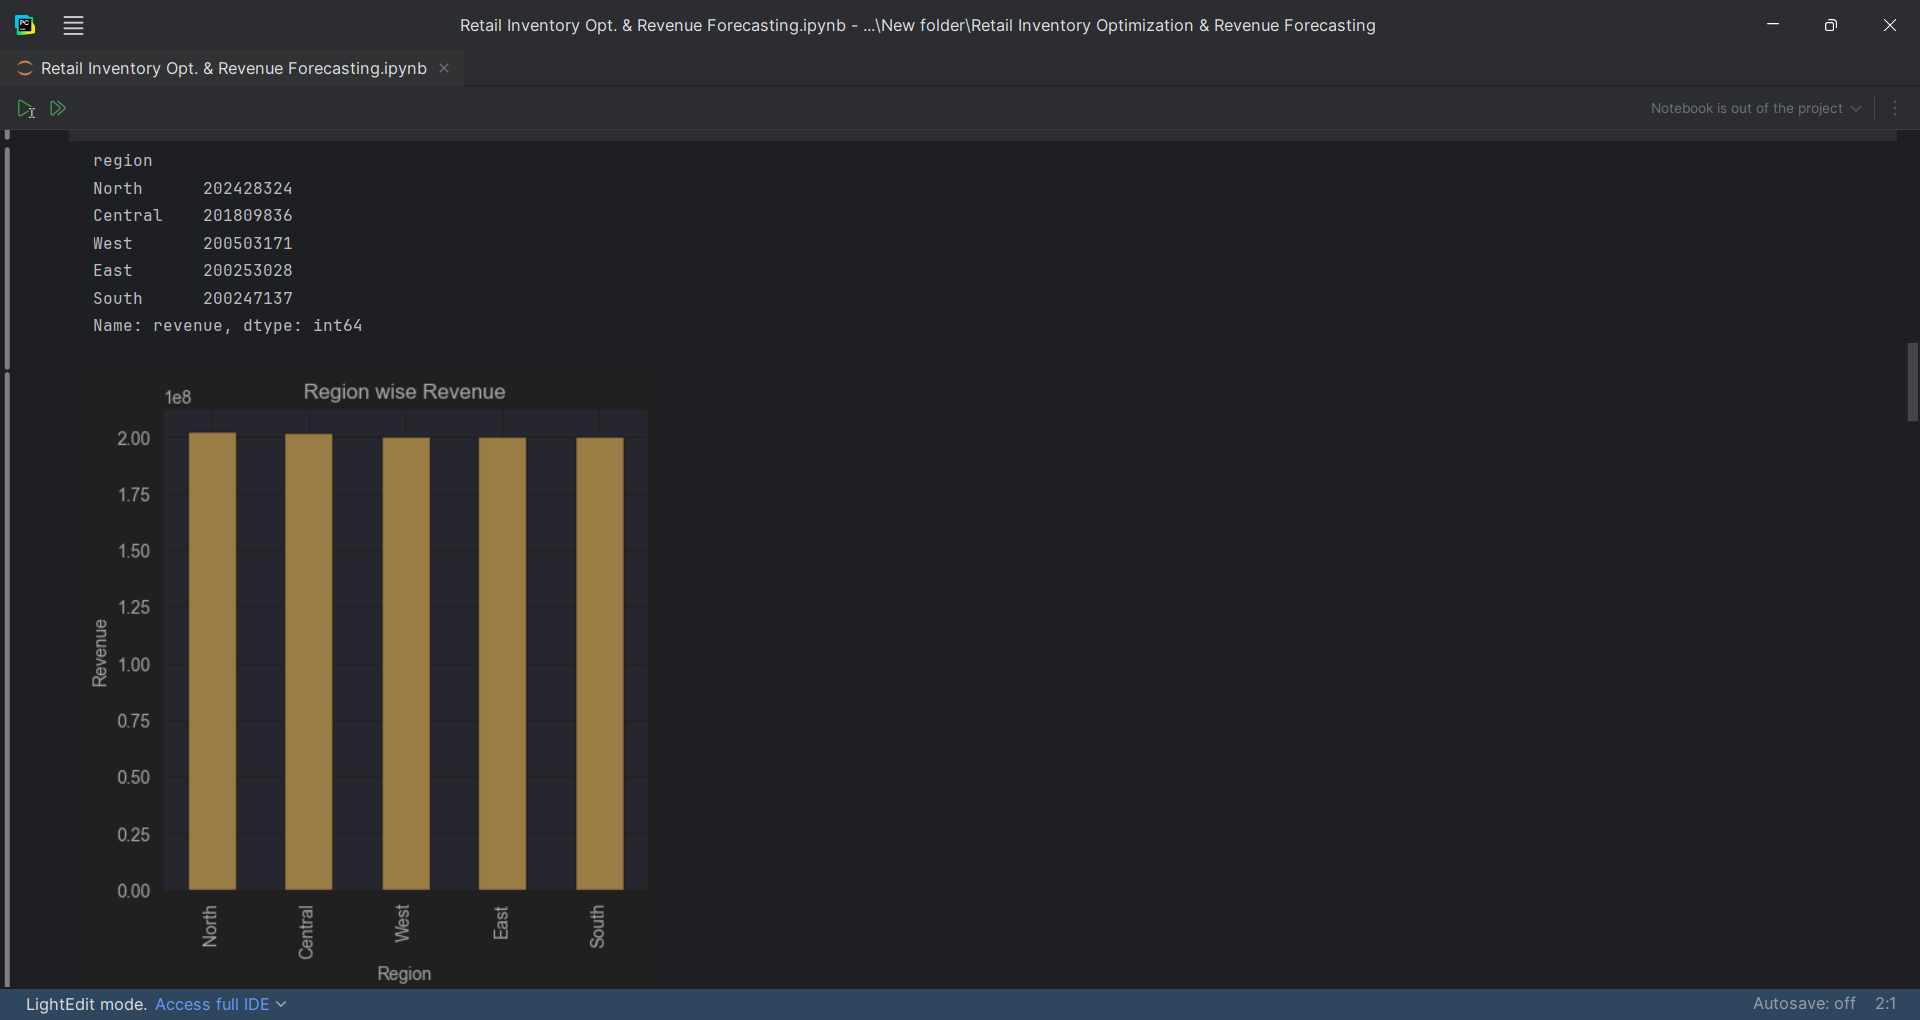 Retail Inventory Opt. & Revenue Forecasting.ipynb - ...\New folder\Retail Inventory Optimization & Revenue Forecasting
Retail Inventory Opt. & Revenue Forecasting.ipynb
Notebook is out of the project
region
North 202428324
Central 201809836
West 200503171
East 200253028
South 200247137
Name: revenue, dtype: int64
1e8
Region wise Revenue
2.00
1.75
1.50
1.25
1.00
0.75
0.50
0.25
0.00
Revenue
North
Central
West
East
South
Region
LightEdit mode. Access full IDE
Autosave: off 2:1